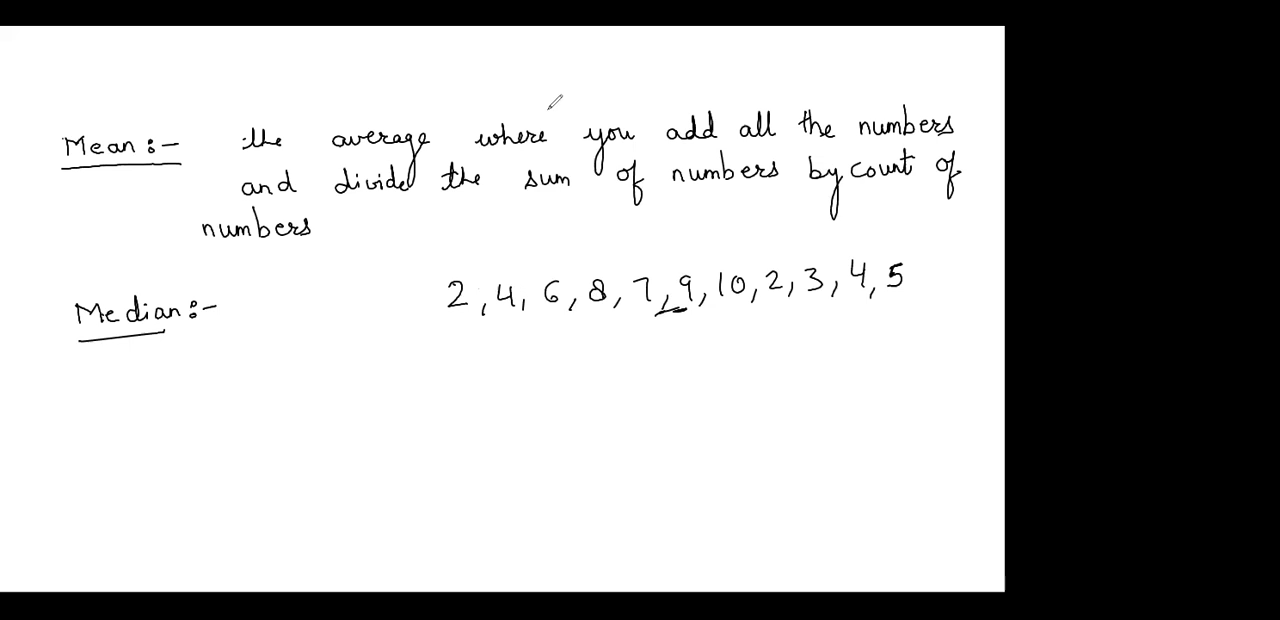 Mean :- the average where you add all the numbers
and divided the sum of numbers by count of
numbers
Median :- 2, 4, 6, 8, 7, 9, 10, 2, 3, 4, 5